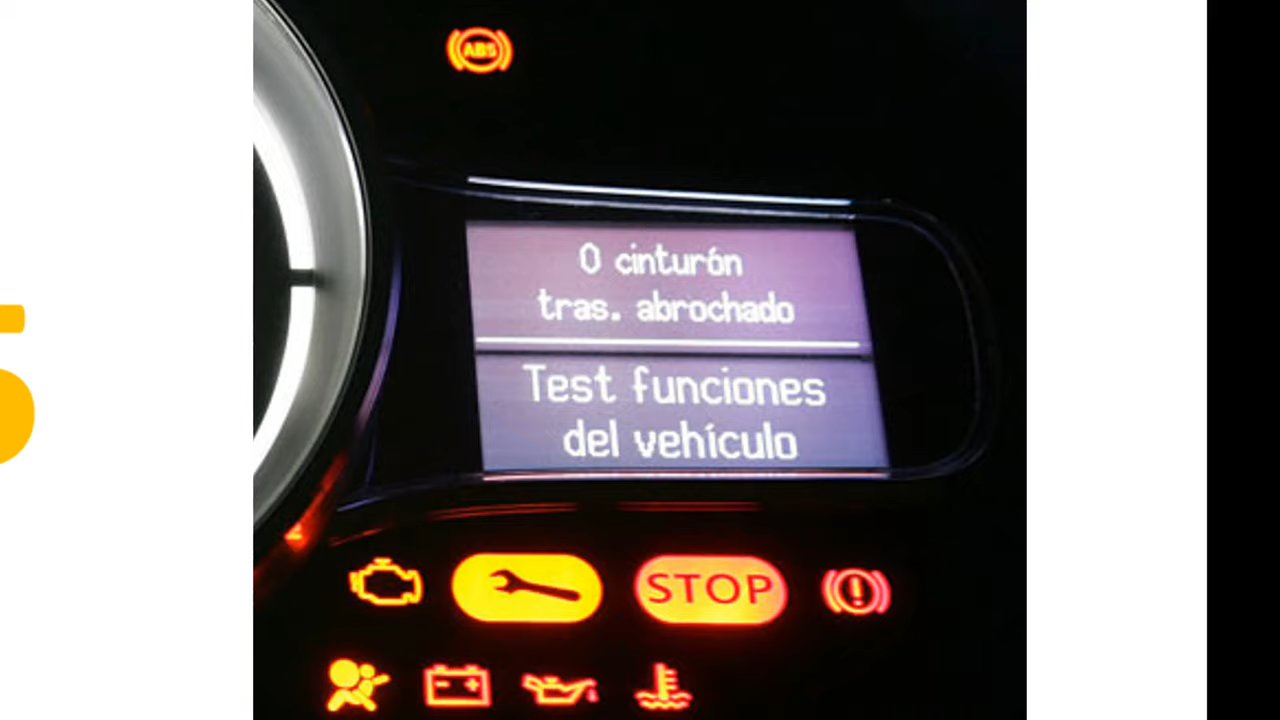 ABS
0 cinturón
tras. abrochado
Test funciones
del vehículo
STOP